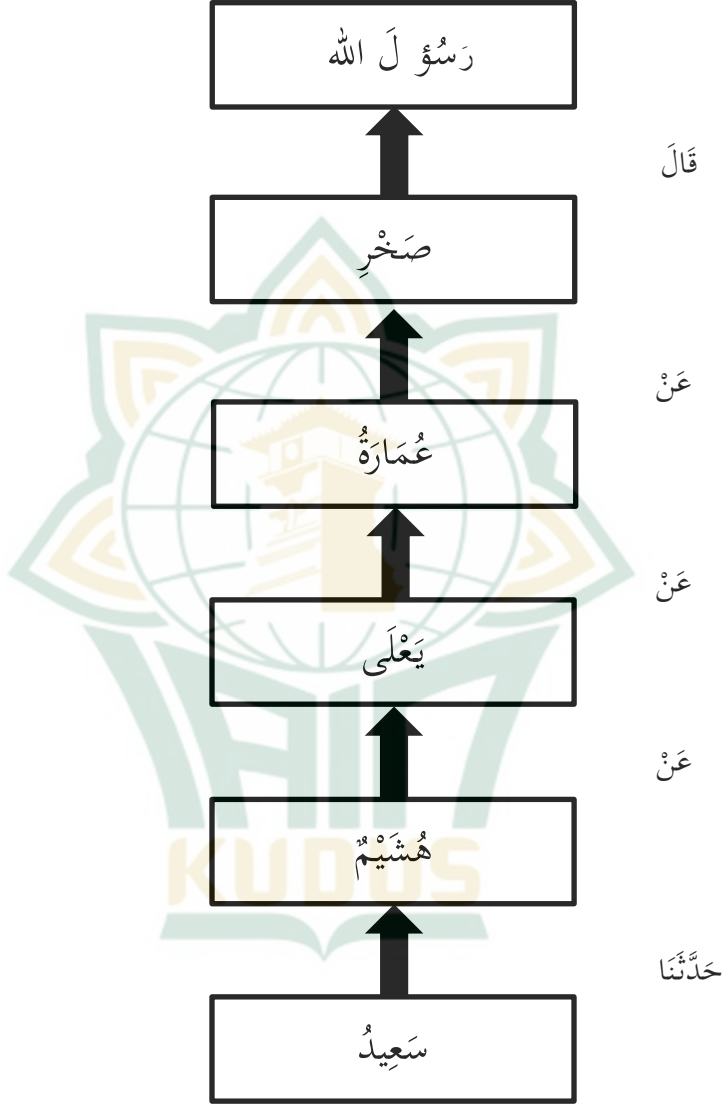 رَسُؤ لَ الله
قَالَ
صَخْرِ
عَنْ
عُمَارَةُ
عَنْ
يَعْلَى
عَنْ
هُشَيْمٌ
KUDUS
حَدَّثَنَا
سَعِيدُ